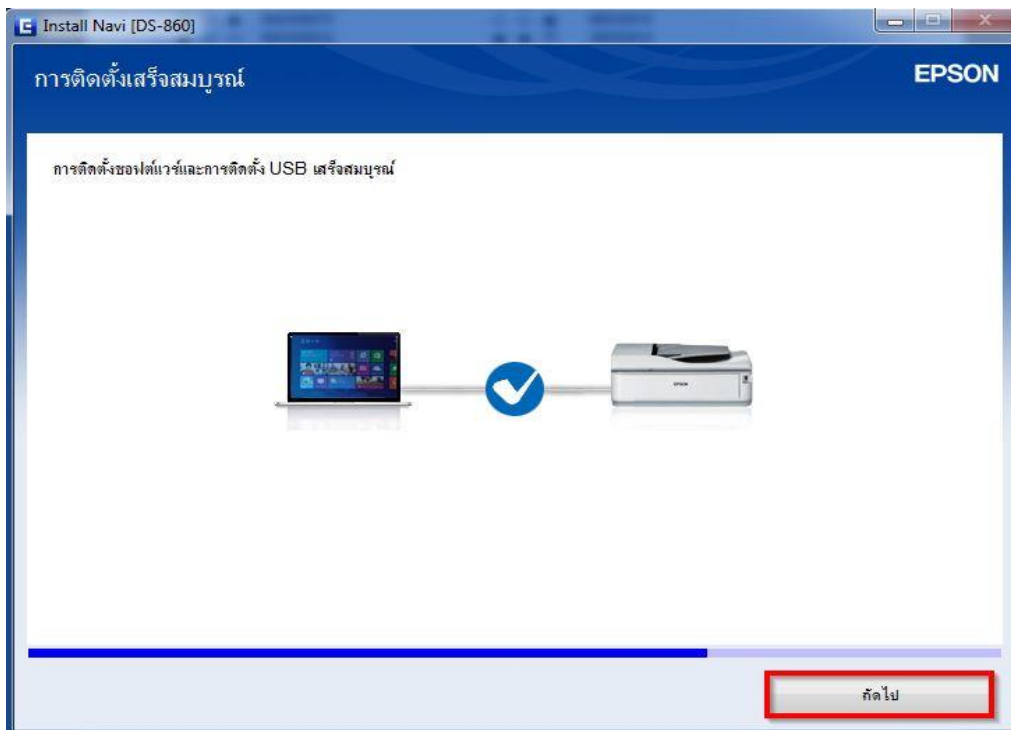 Install Navi [DS-860]
การติดตั้งเสร็จสมบูรณ์
EPSON
การติดตั้งซอฟต์แวร์และการติดตั้ง USB เสร็จสมบูรณ์
EPSON
ถัดไป